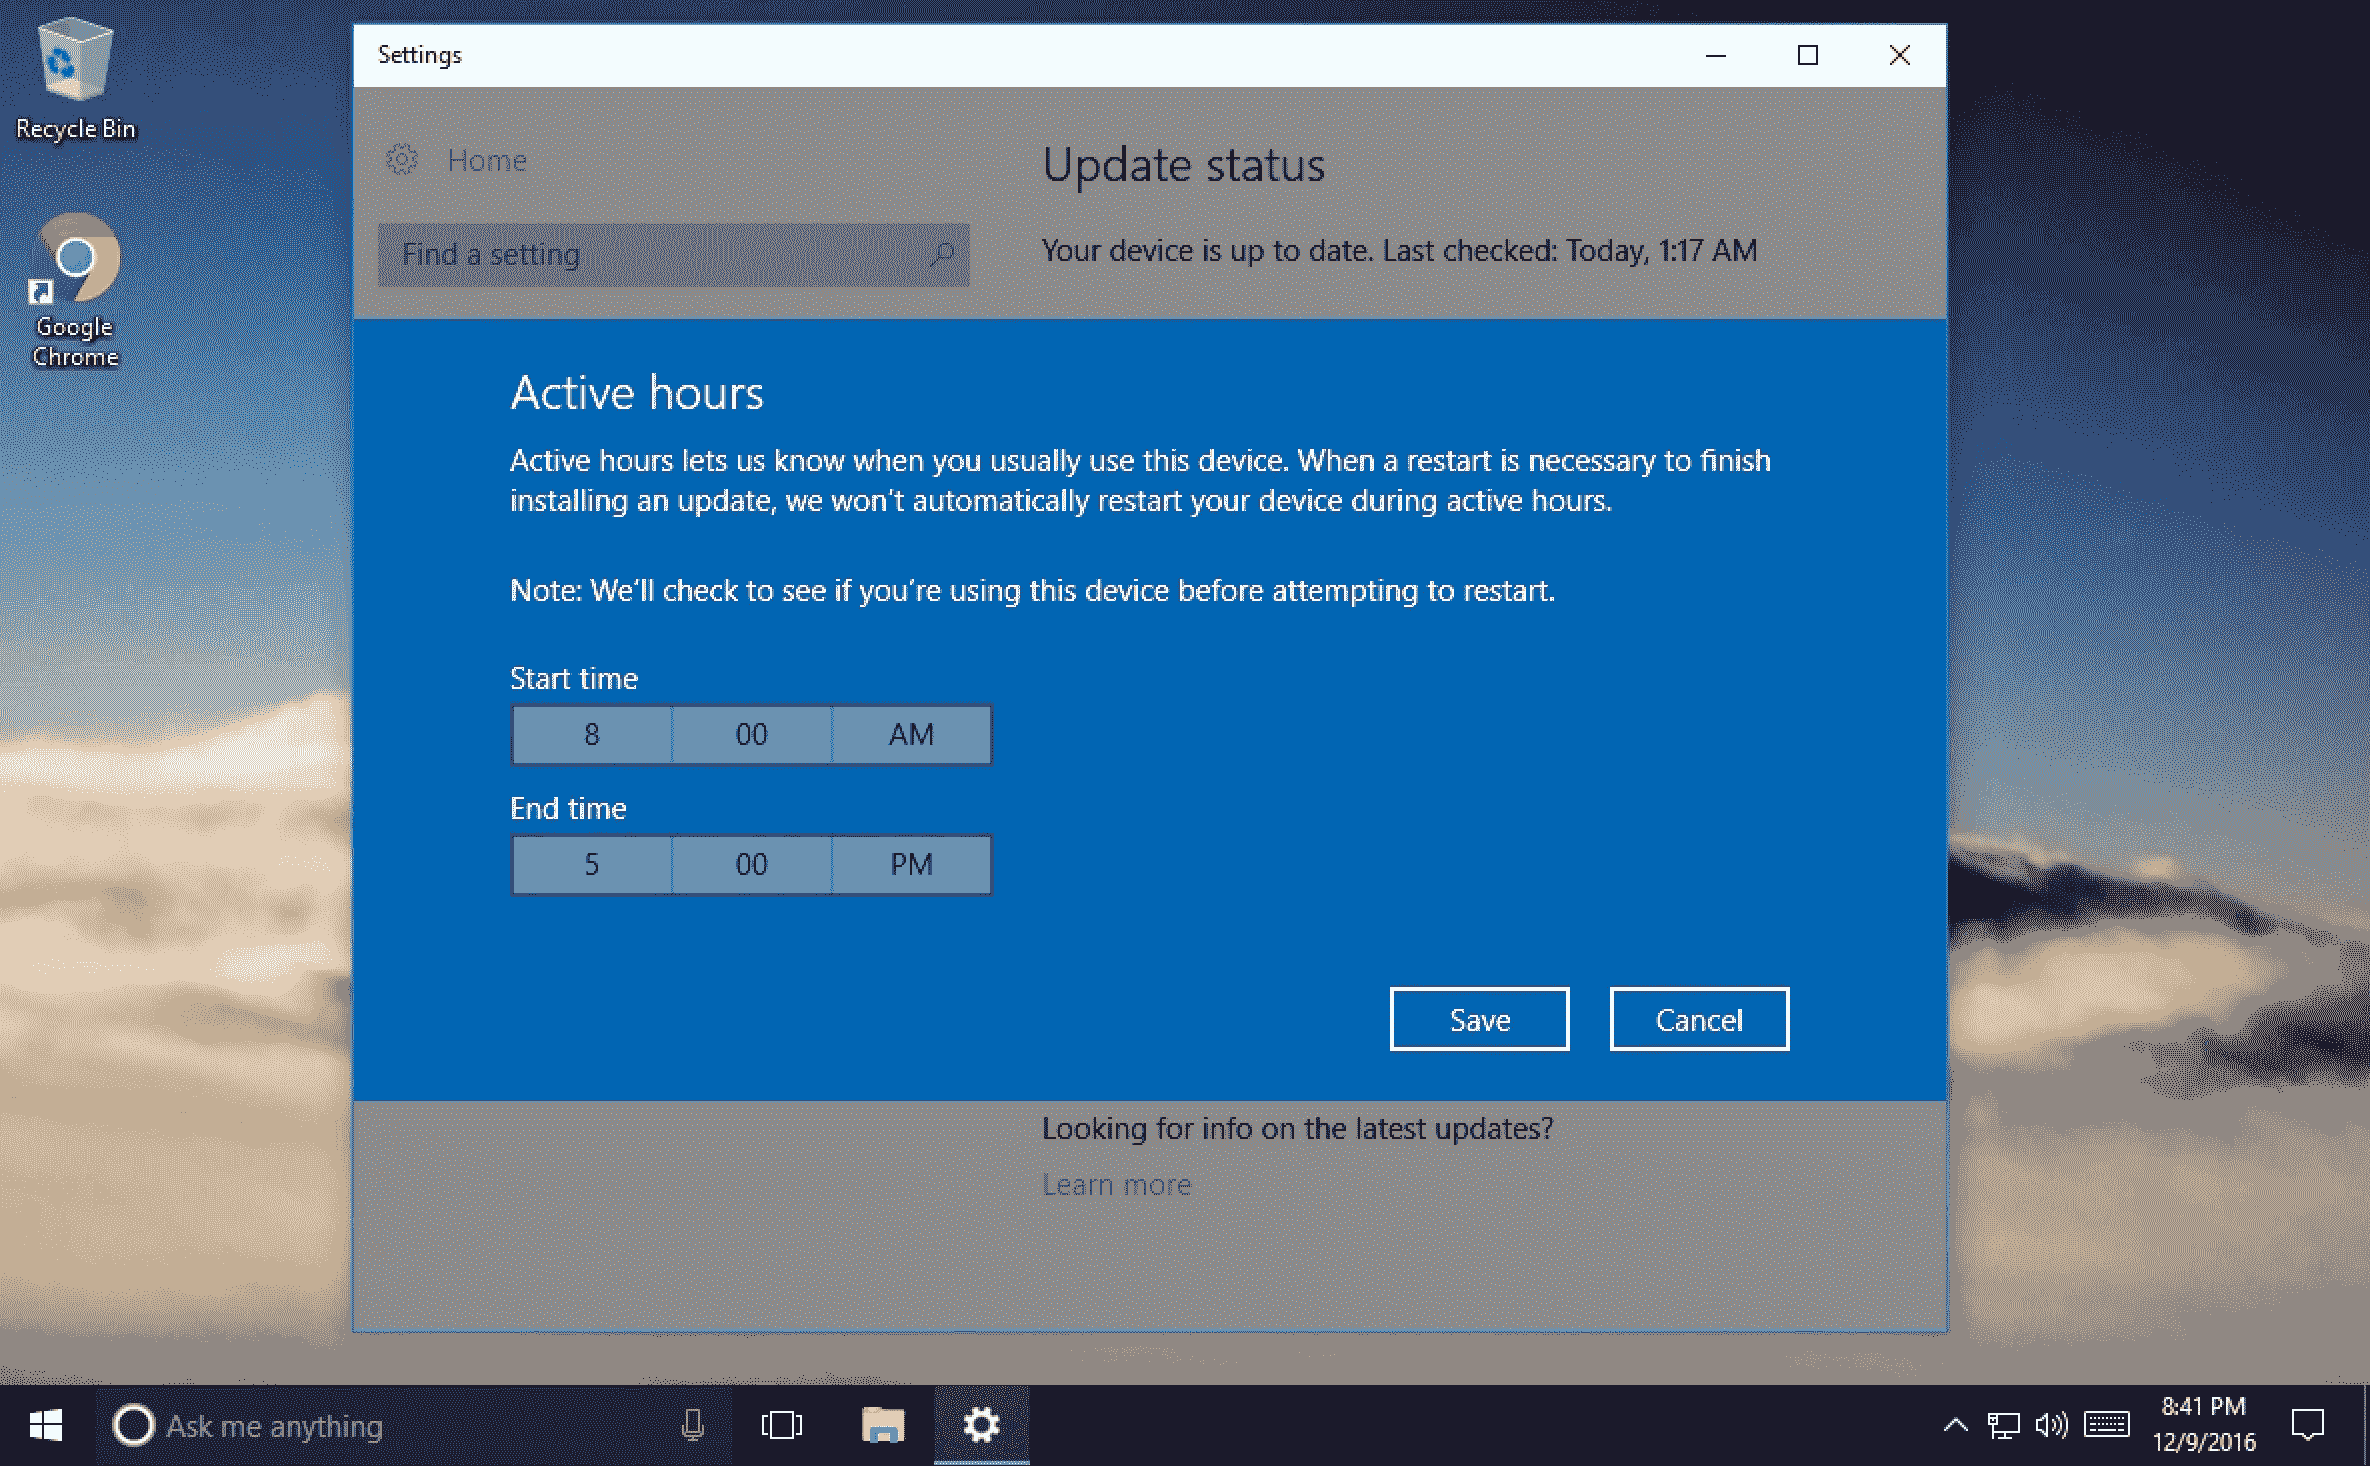 Recycle Bin
Google
Chrome
Settings
Home
Find a setting
Update status
Your device is up to date. Last checked: Today, 1:17 AM
Active hours
Active hours lets us know when you usually use this device. When a restart is necessary to finish
installing an update, we won't automatically restart your device during active hours.
Note: We'll check to see if you're using this device before attempting to restart.
Start time
8 00 AM
End time
5 00 PM
Save Cancel
Looking for info on the latest updates?
Learn more
Ask me anything
8:41 PM
12/9/2016